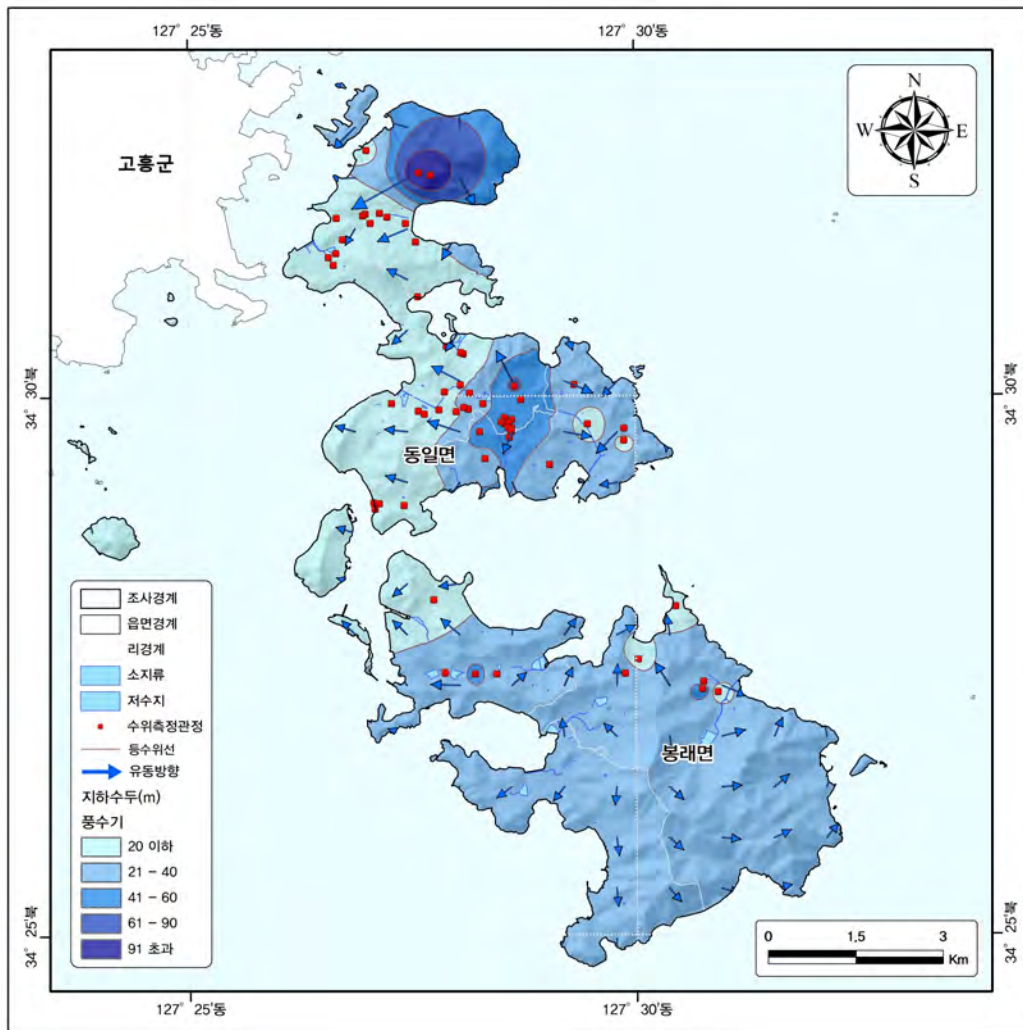 127° 25'동
127° 30'동
N
W
E
S
고흥군
34° 30'북
34° 30'북
동일면
봉래면
조사경계
읍면경계
리경계
소지류
저수지
수위측정관정
등수위선
유동방향
지하수두(m)
풍수기
20 이하
21 - 40
41 - 60
61 - 90
91 초과
0
1.5
3
Km
34° 25'북
34° 25'북
127° 25'동
127° 30'동